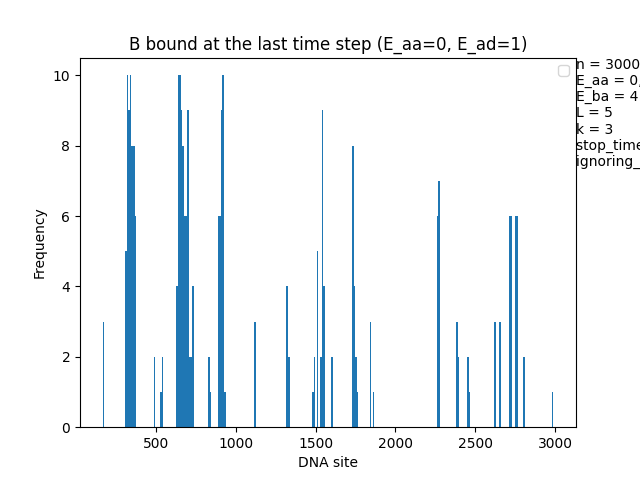 B bound at the last time step (E_aa=0, E_ad=1)
n = 3000
E_aa = 0,
E_ba = 4
L = 5
k = 3
stop_time
ignoring_
Frequency
10
8
6
4
2
0
500
1000
1500
2000
2500
3000
DNA site